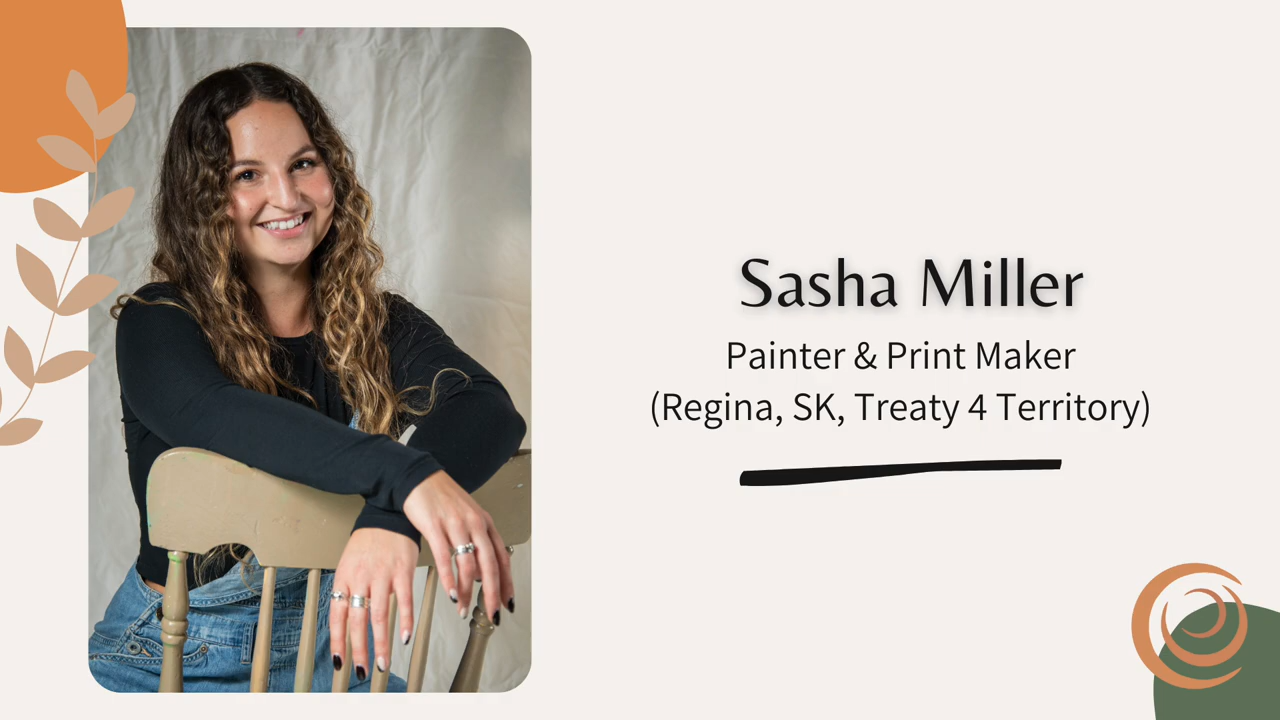 Sasha Miller
Painter & Print Maker
(Regina, SK, Treaty 4 Territory)